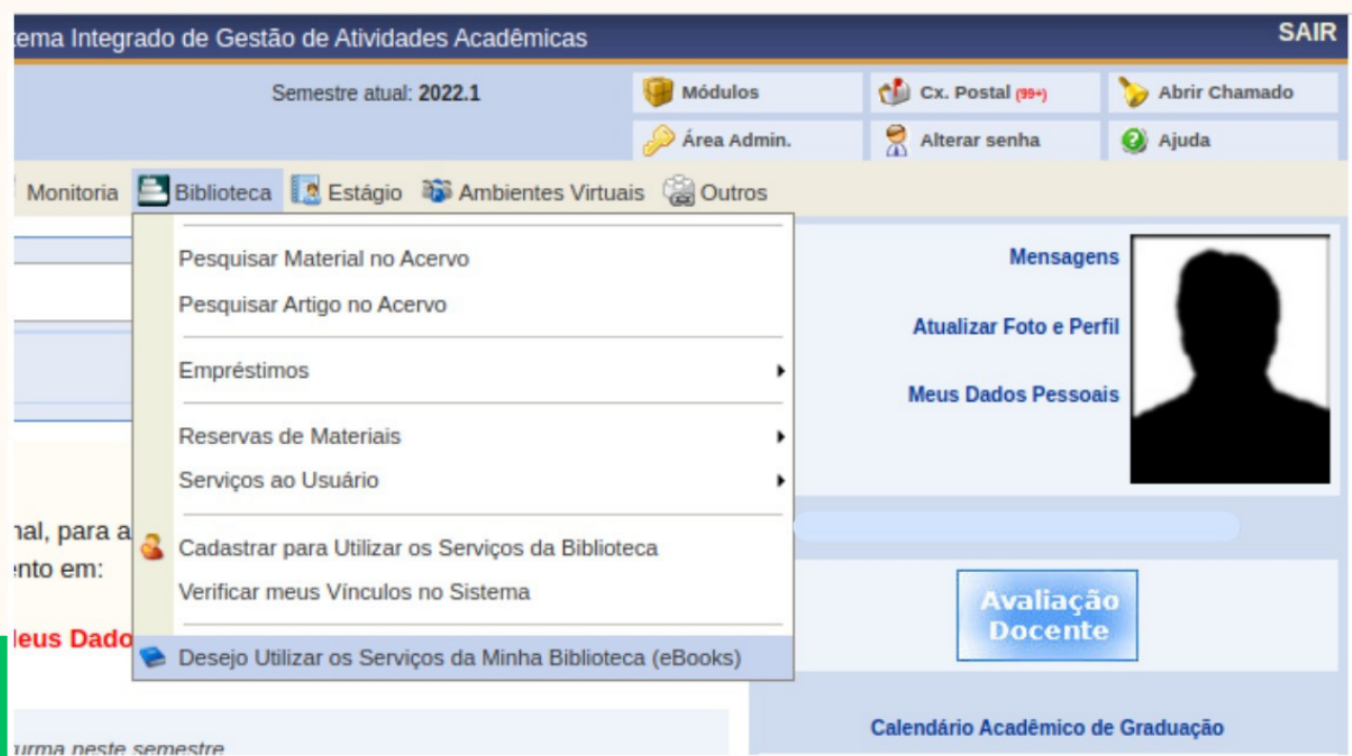 tema Integrado de Gestão de Atividades Acadêmicas
SAIR
Semestre atual: 2022.1
Módulos
Cx. Postal (99+)
Abrir Chamado
Área Admin.
Alterar senha
Ajuda
Monitoria
Biblioteca
Estágio
Ambientes Virtuais
Outros
Pesquisar Material no Acervo
Pesquisar Artigo no Acervo
Empréstimos
Reservas de Materiais
Serviços ao Usuário
Cadastrar para Utilizar os Serviços da Biblioteca
Verificar meus Vínculos no Sistema
Desejo Utilizar os Serviços da Minha Biblioteca (eBooks)
Mensagens
Atualizar Foto e Perfil
Meus Dados Pessoais
nal, para a
ento em:
eus Dado
Avaliação
Docente
Calendário Acadêmico de Graduação
urma neste semestre